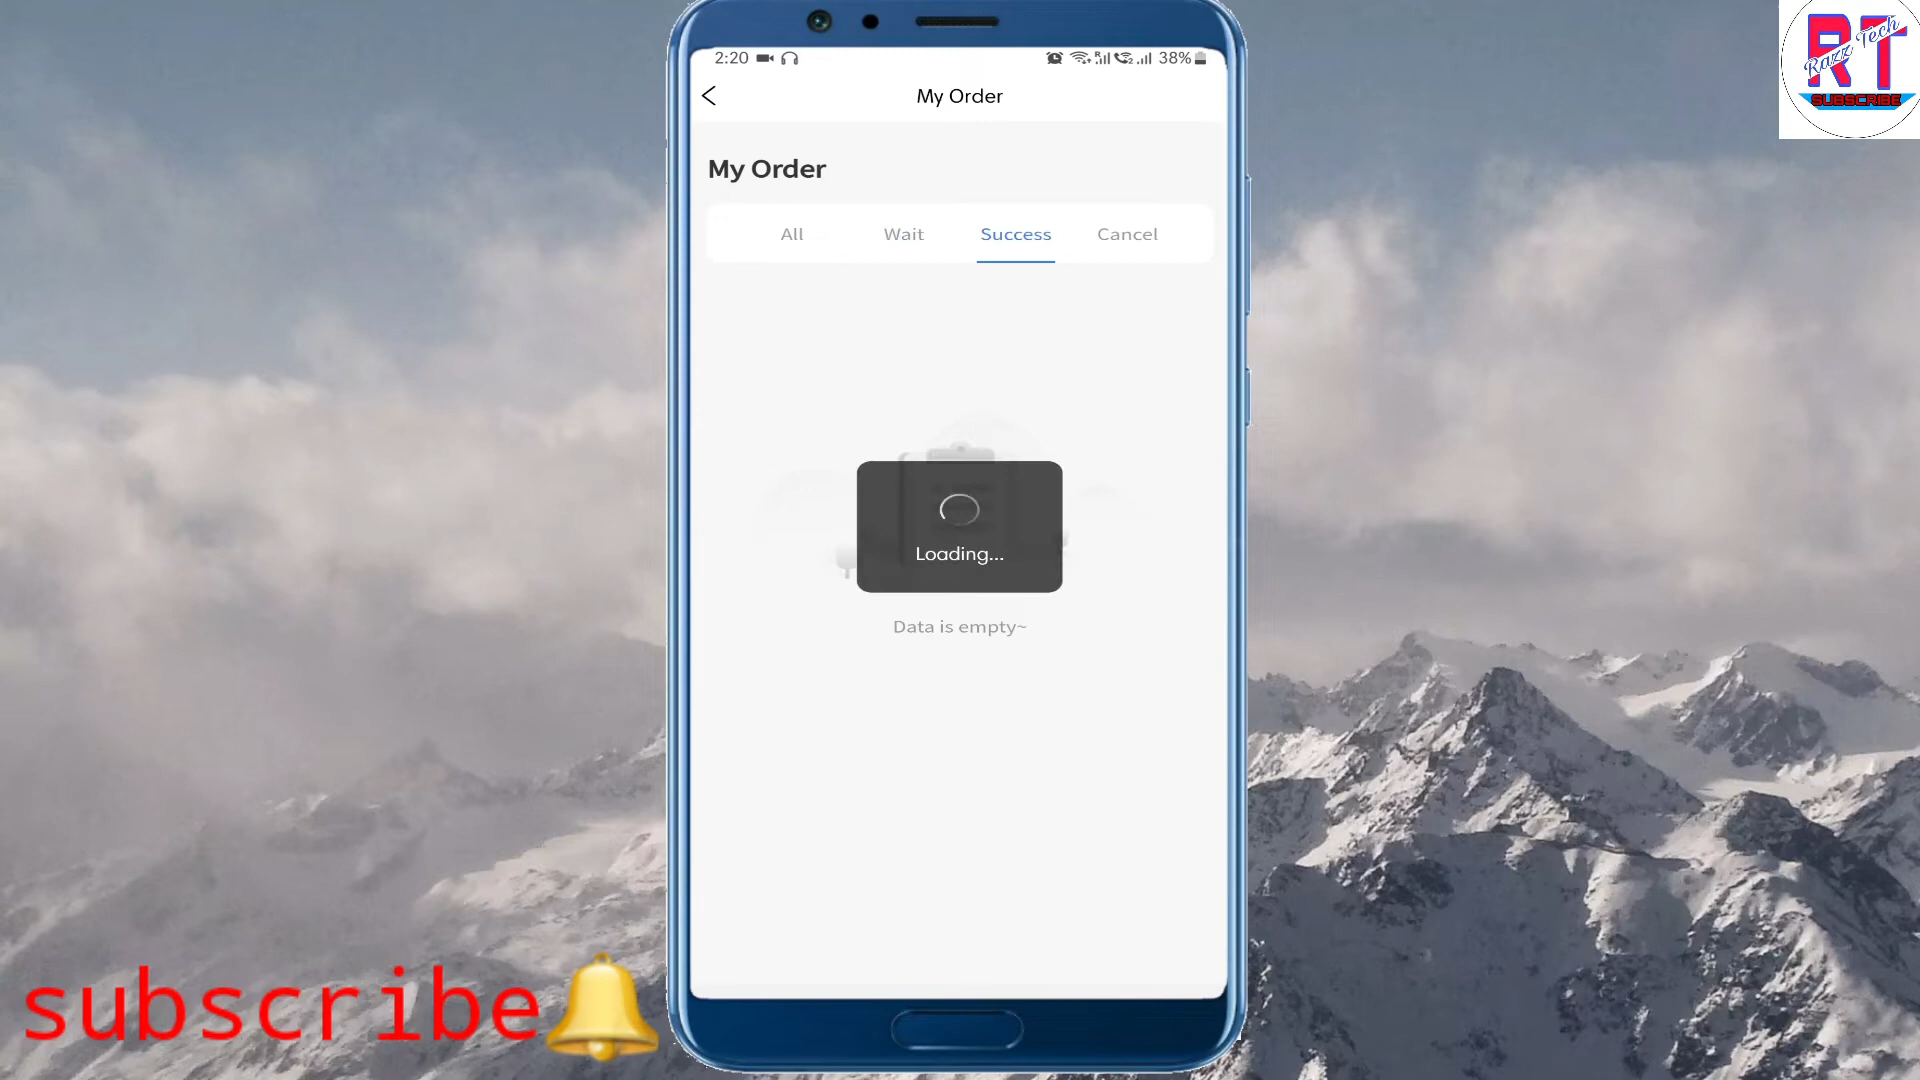 2:20
38%
My Order
My Order
All
Wait
Success
Cancel
Loading...
Data is empty~
RT
Razz Tech
SUBSCRIBE
subscribe